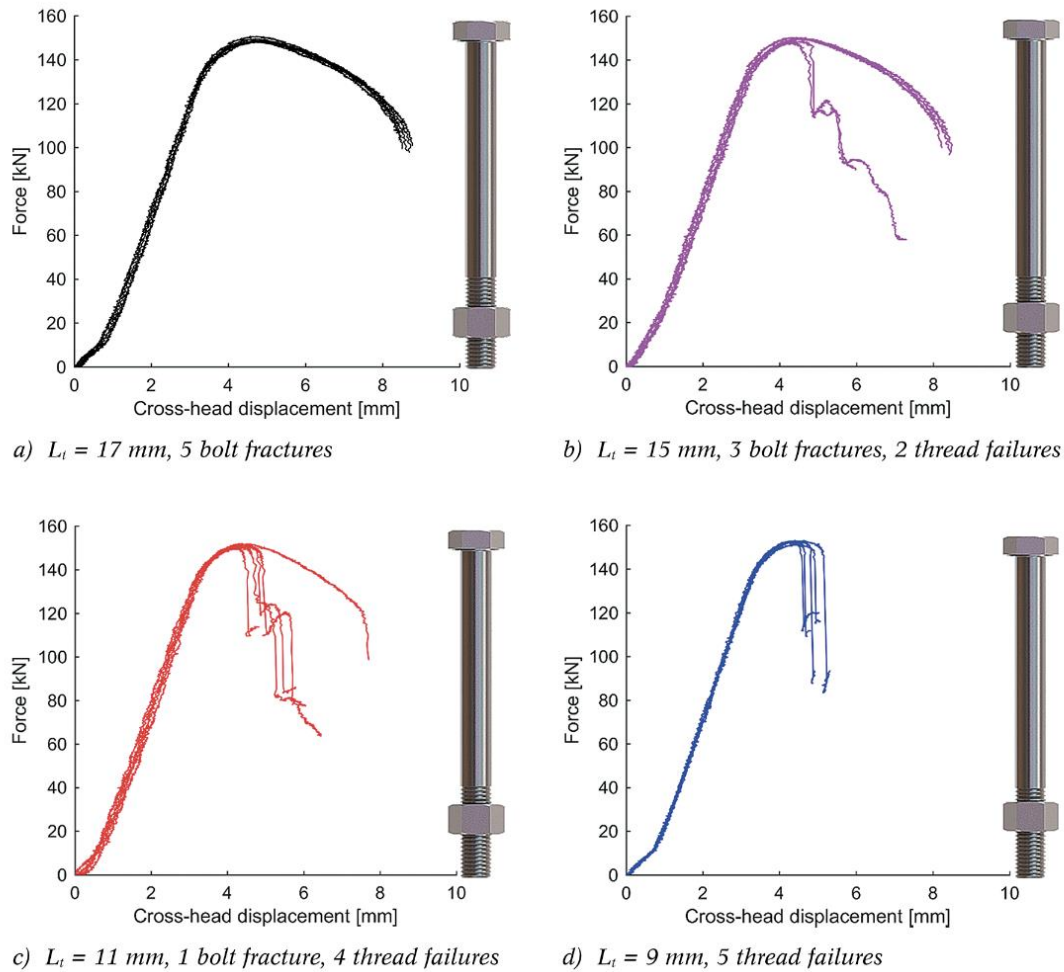 160
140
120
100
80
60
40
20
0
Force [kN]
0 2 4 6 8 10
Cross-head displacement [mm]
a) Lₜ = 17 mm, 5 bolt fractures
160
140
120
100
80
60
40
20
0
Force [kN]
0 2 4 6 8 10
Cross-head displacement [mm]
b) Lₜ = 15 mm, 3 bolt fractures, 2 thread failures
160
140
120
100
80
60
40
20
0
Force [kN]
0 2 4 6 8 10
Cross-head displacement [mm]
c) Lₜ = 11 mm, 1 bolt fracture, 4 thread failures
160
140
120
100
80
60
40
20
0
Force [kN]
0 2 4 6 8 10
Cross-head displacement [mm]
d) Lₜ = 9 mm, 5 thread failures